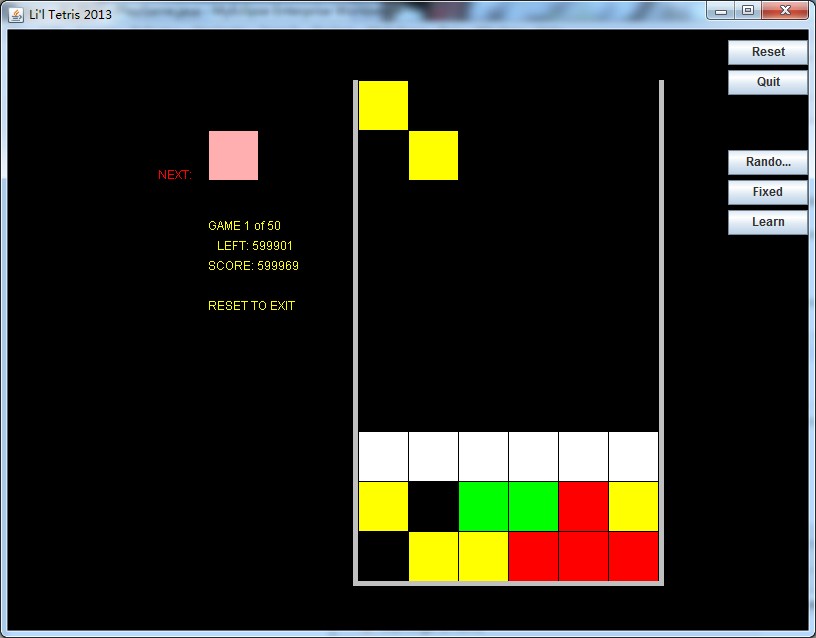 Li'l Tetris 2013
Reset
Quit
NEXT:
Rando...
Fixed
Learn
GAME 1 of 50
LEFT: 599901
SCORE: 599969
RESET TO EXIT